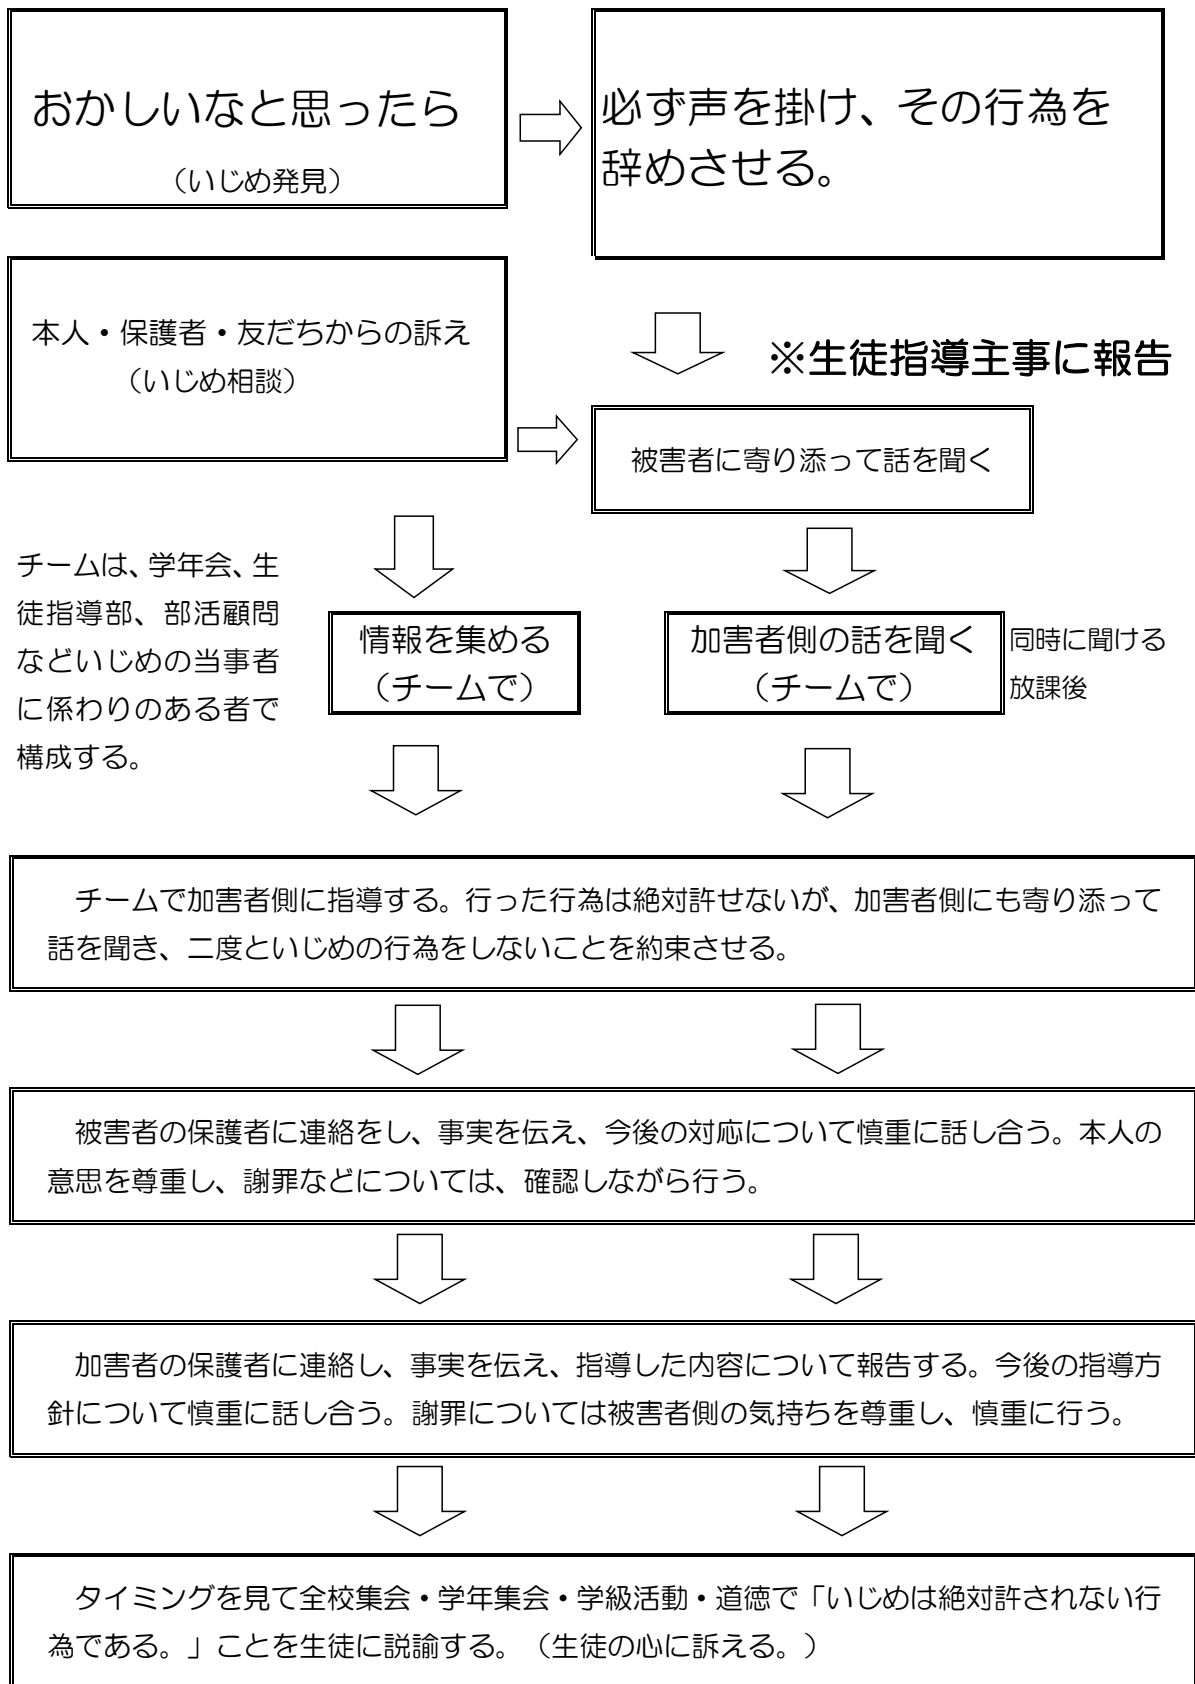 おかしいなと思ったら
（いじめ発見）
必ず声を掛け、その行為を
辞めさせる。
本人・保護者・友だちからの訴え
（いじめ相談）
※生徒指導主事に報告
被害者に寄り添って話を聞く
チームは、学年会、生
徒指導部、部活顧問
などいじめの当事者
に係わりのある者で
構成する。
情報を集める
（チームで）
加害者側の話を聞く
（チームで）
同時に聞ける
放課後
チームで加害者側に指導する。行った行為は絶対許せないが、加害者側にも寄り添って
話を聞き、二度といじめの行為をしないことを約束させる。
被害者の保護者に連絡をし、事実を伝え、今後の対応について慎重に話し合う。本人の
意思を尊重し、謝罪などについては、確認しながら行う。
加害者の保護者に連絡し、事実を伝え、指導した内容について報告する。今後の指導方
針について慎重に話し合う。謝罪については被害者側の気持ちを尊重し、慎重に行う。
タイミングを見て全校集会・学年集会・学級活動・道徳で「いじめは絶対許されない行
為である。」ことを生徒に説諭する。（生徒の心に訴える。）